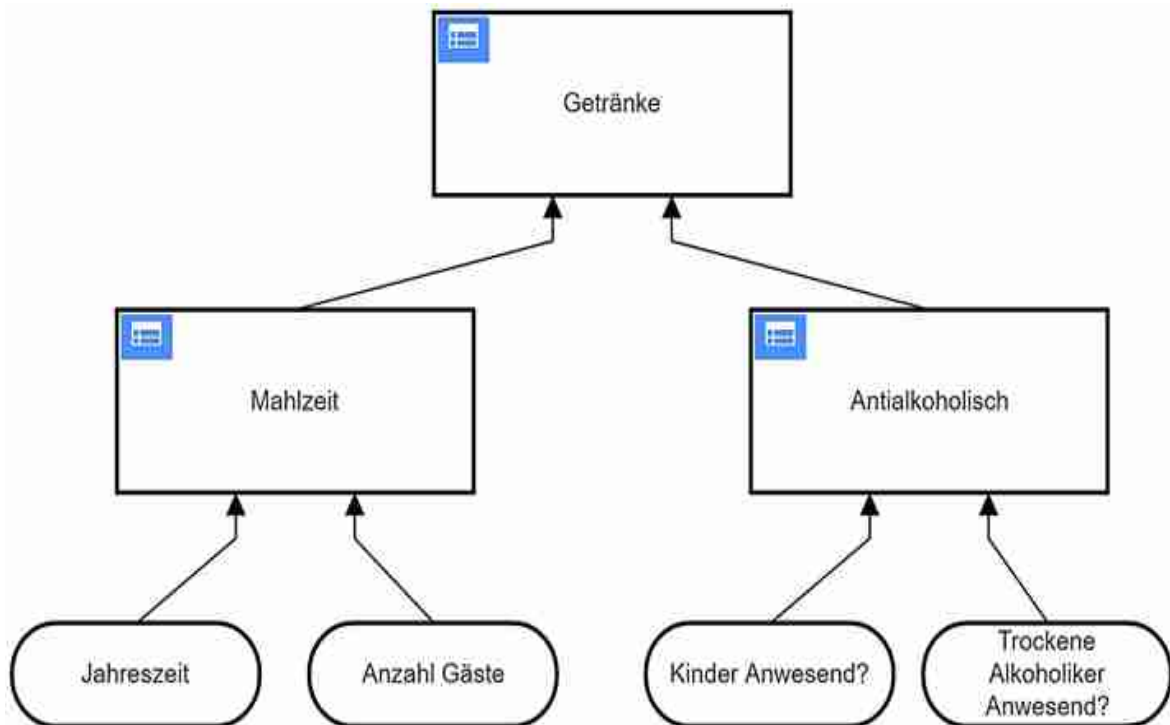 Getränke
Mahlzeit
Antialkoholisch
Jahreszeit
Anzahl Gäste
Kinder Anwesend?
Trockene
Alkoholiker
Anwesend?